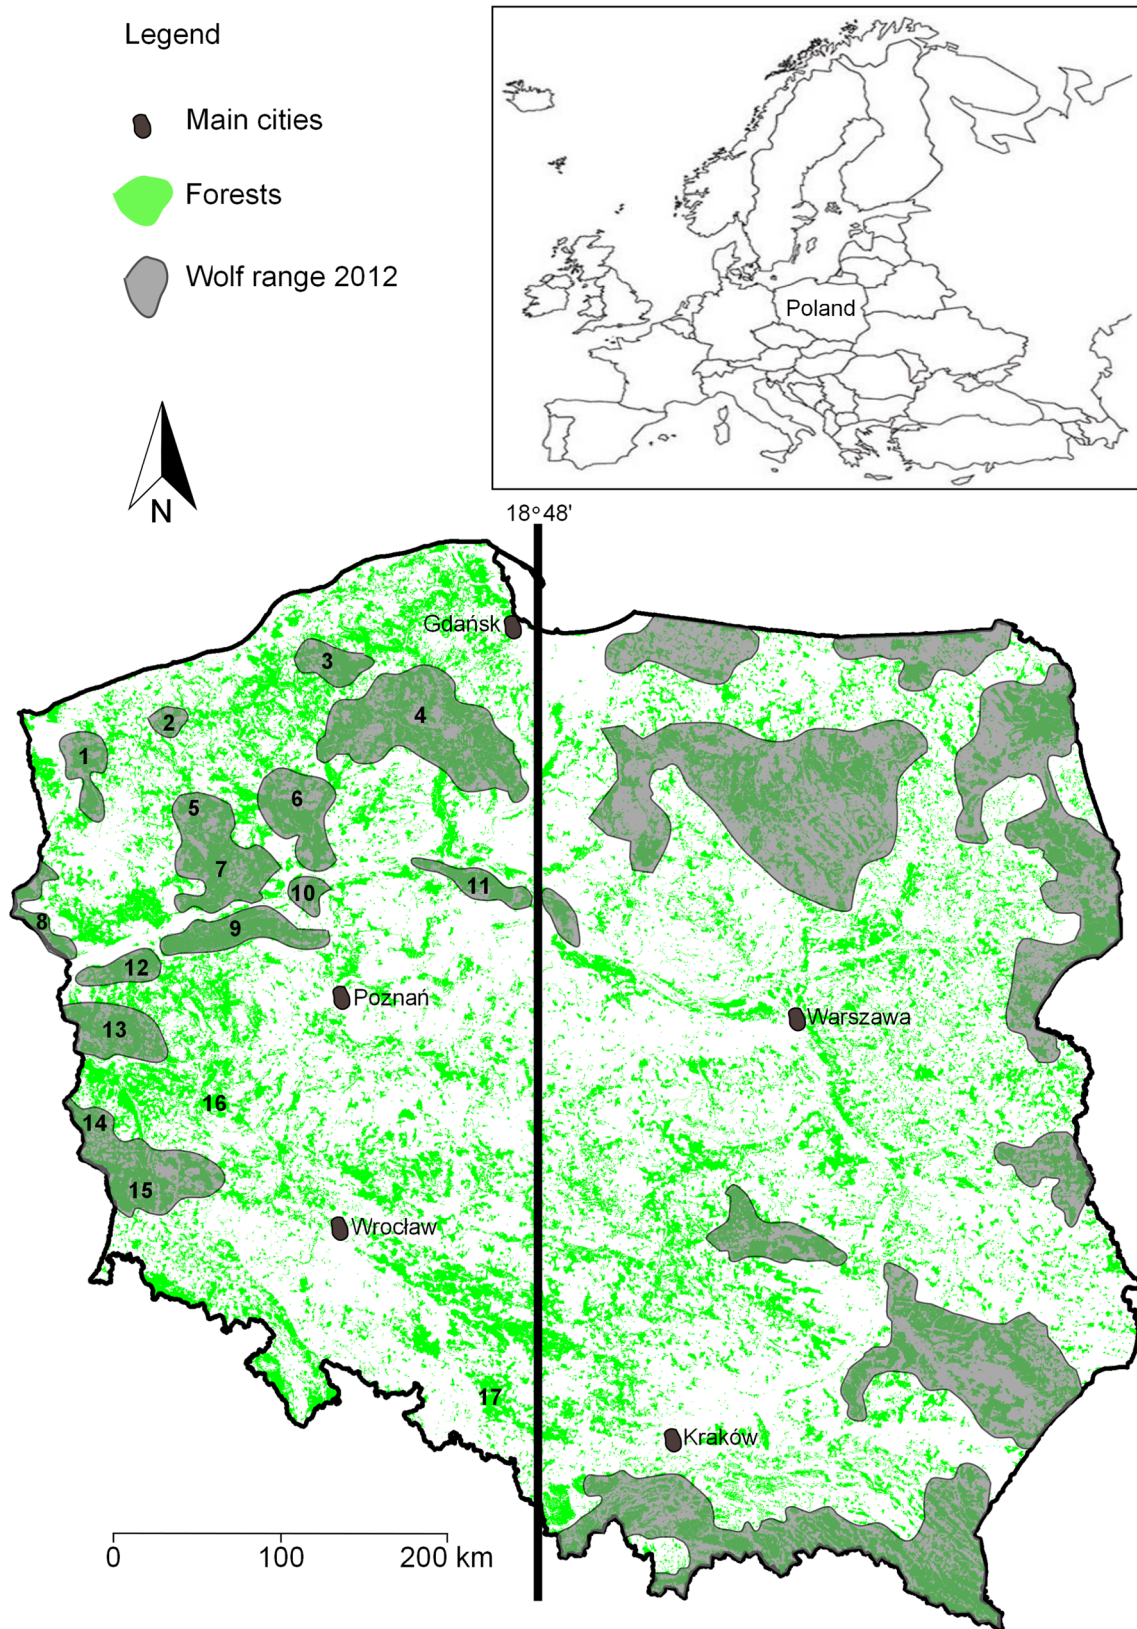 Legend
Main cities
Forests
Wolf range 2012
N
Poland
18°48'
Gdańsk
3
4
2
1
5
6
7
10
11
8
9
12
Poznań
Warszawa
13
16
14
15
Wrocław
17
Kraków
0 100 200 km